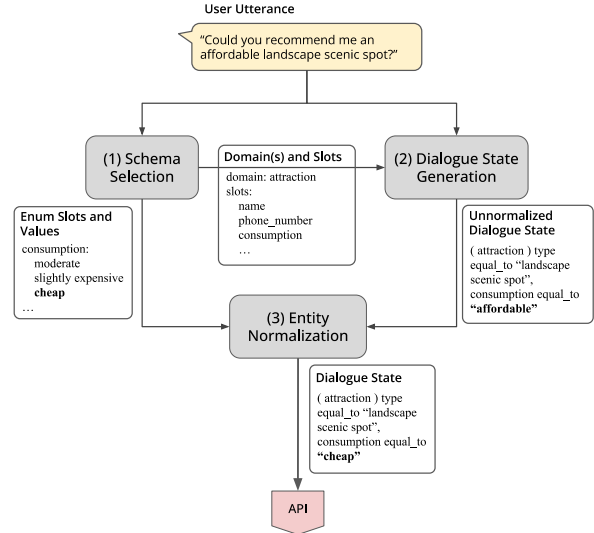 User Utterance
“Could you recommend me an
affordable landscape scenic spot?”
(1) Schema
Selection
Domain(s) and Slots
domain: attraction
slots:
name
phone_number
consumption
…
(2) Dialogue State
Generation
Enum Slots and
Values
consumption:
moderate
slightly expensive
cheap
…
Unnormalized
Dialogue State
( attraction ) type
equal_to “landscape
scenic spot”,
consumption equal_to
“affordable”
(3) Entity
Normalization
Dialogue State
( attraction ) type
equal_to “landscape
scenic spot”,
consumption equal_to
“cheap”
API